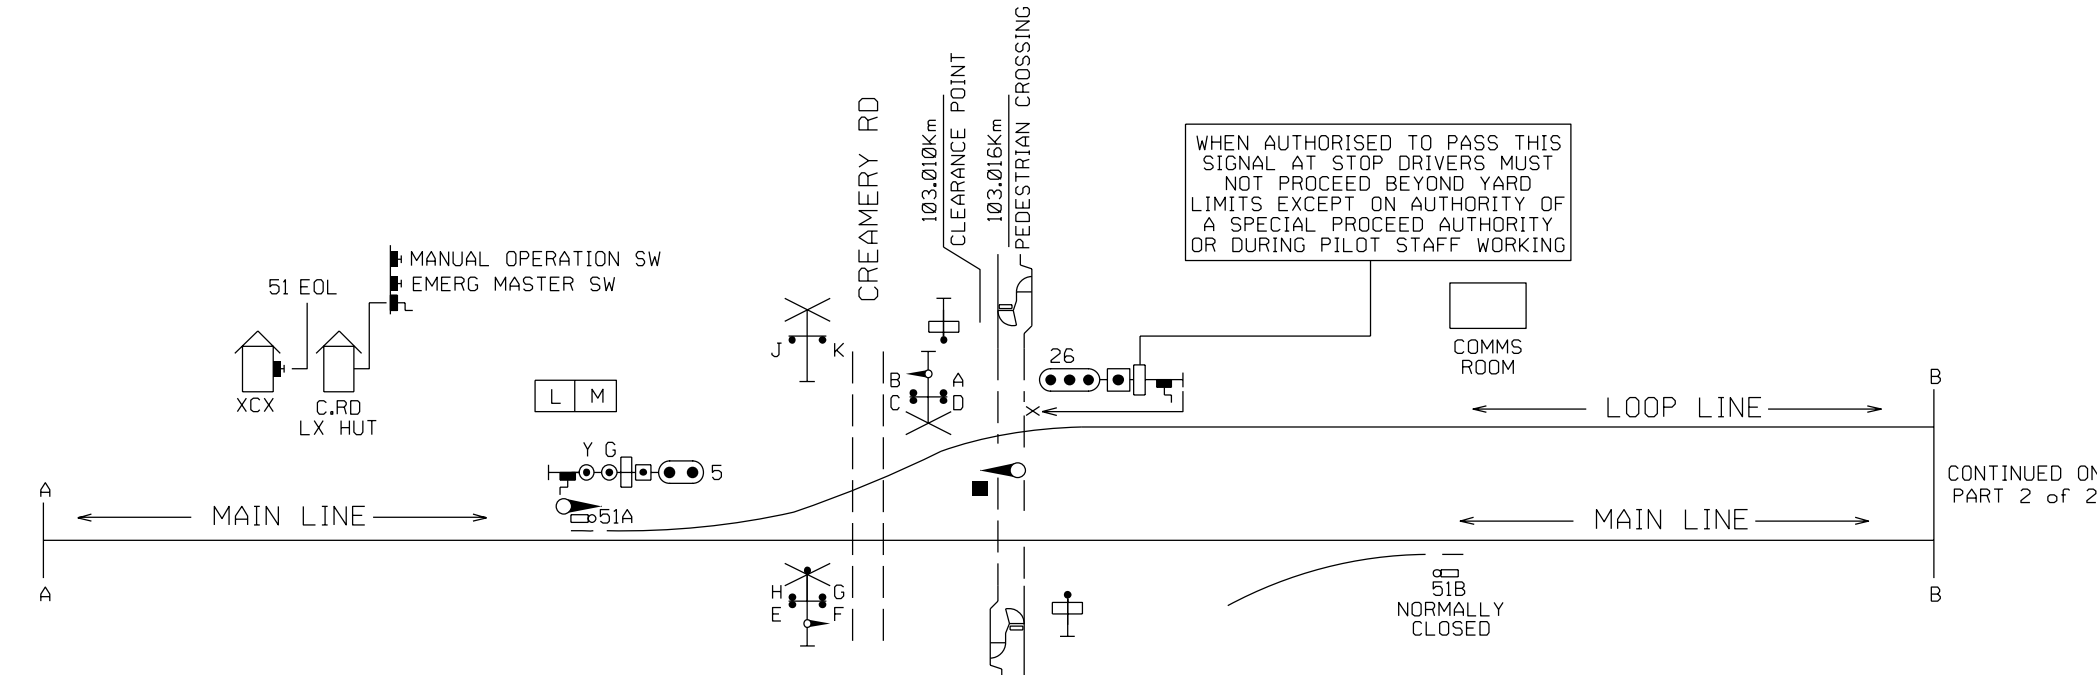 CREAMERY RD
103.010Km
CLEARANCE POINT
103.016Km
PEDESTRIAN CROSSING
WHEN AUTHORISED TO PASS THIS
SIGNAL AT STOP DRIVERS MUST
NOT PROCEED BEYOND YARD
LIMITS EXCEPT ON AUTHORITY OF
A SPECIAL PROCEED AUTHORITY
OR DURING PILOT STAFF WORKING
MANUAL OPERATION SW
EMERG MASTER SW
51 EOL
XCX
C.RD
LX HUT
L M
J K
B A
C D
26
COMMS
ROOM
B
LOOP LINE
Y G
5
A
51A
MAIN LINE
MAIN LINE
CONTINUED ON
PART 2 of 2
A
H G
E F
51B
NORMALLY
CLOSED
B